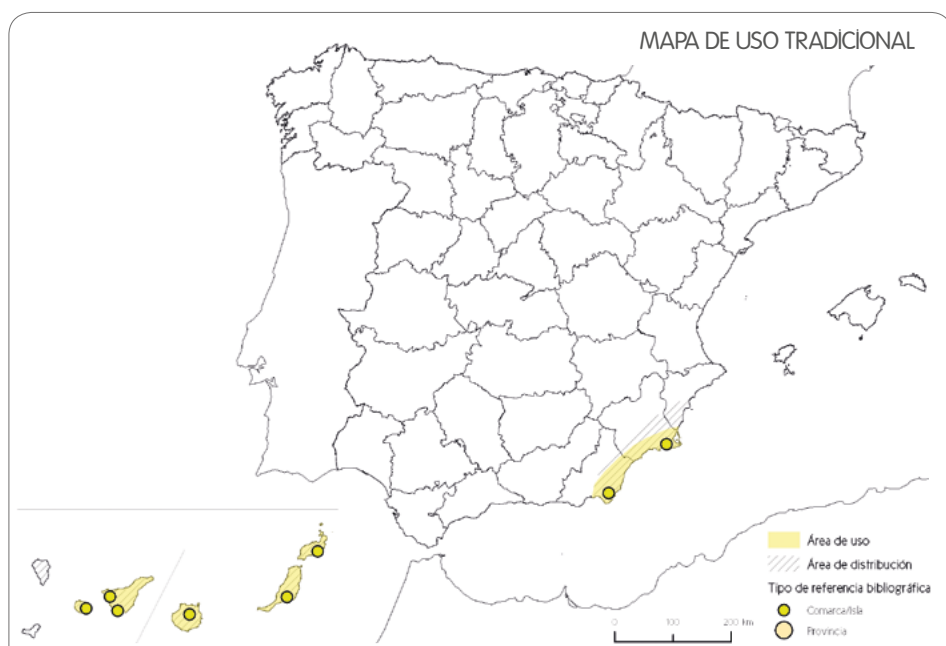 MAPA DE USO TRADICIONAL
Área de uso
Área de distribución
Tipo de referencia bibliográfica
Comarca/Isla
Provincia
0 100 200 km